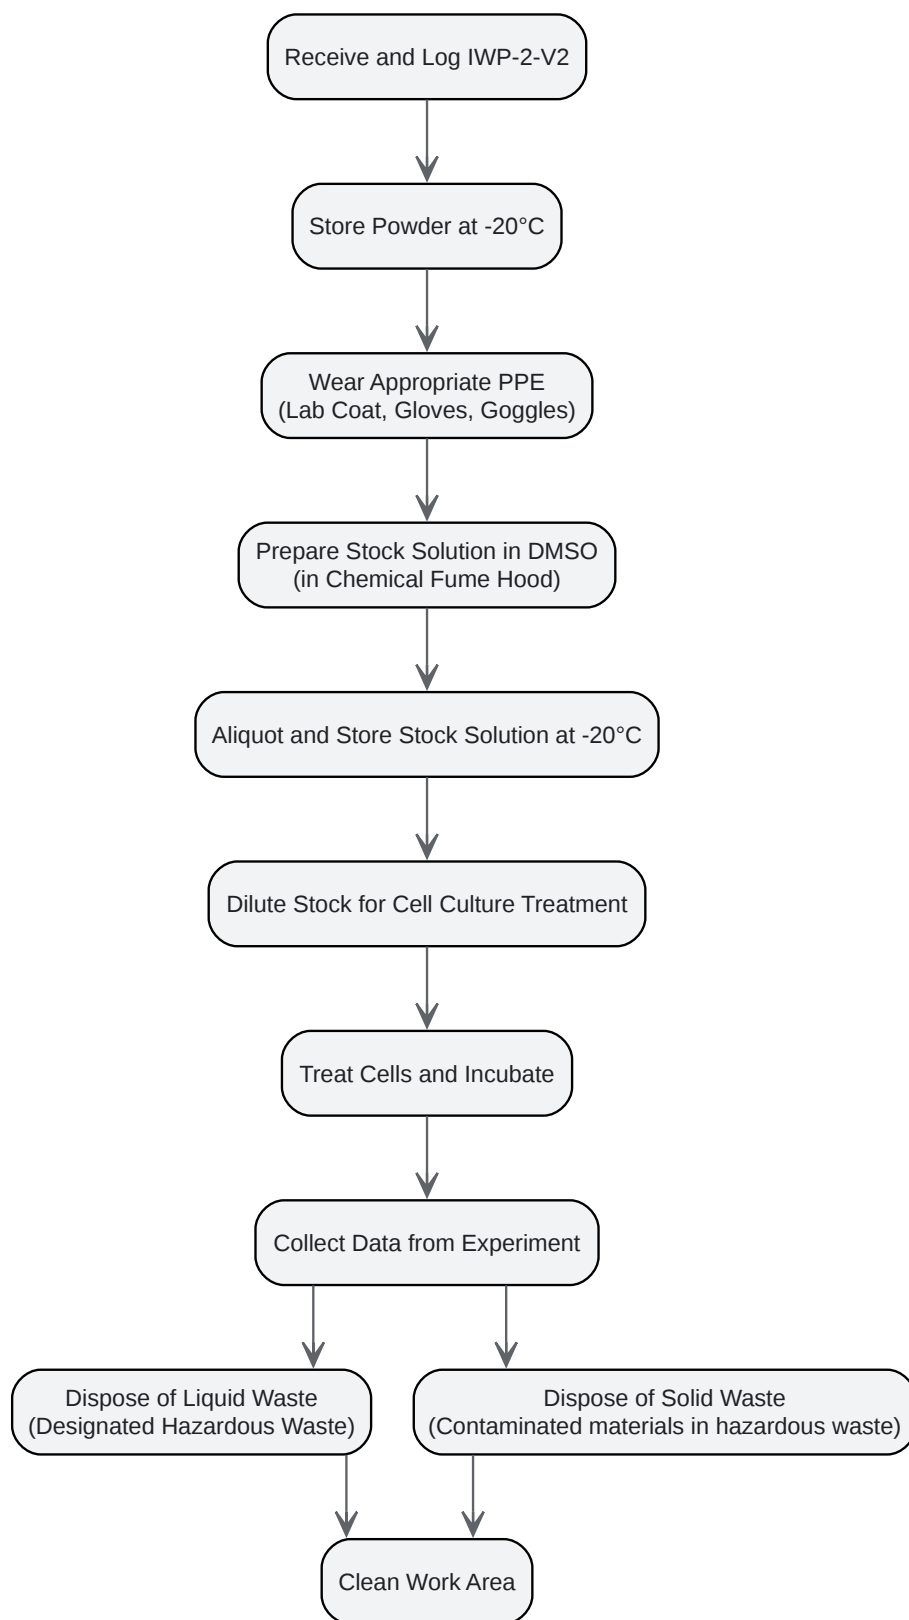 Receive and Log IWP-2-V2
Store Powder at -20°C
Wear Appropriate PPE
(Lab Coat, Gloves, Goggles)
Prepare Stock Solution in DMSO
(in Chemical Fume Hood)
Aliquot and Store Stock Solution at -20°C
Dilute Stock for Cell Culture Treatment
Treat Cells and Incubate
Collect Data from Experiment
Dispose of Liquid Waste
(Designated Hazardous Waste)
Dispose of Solid Waste
(Contaminated materials in hazardous waste)
Clean Work Area